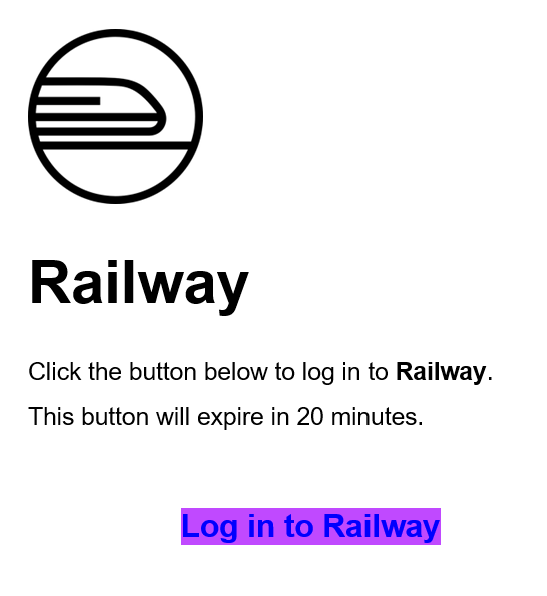 Railway
Click the button below to log in to Railway.
This button will expire in 20 minutes.
Log in to Railway